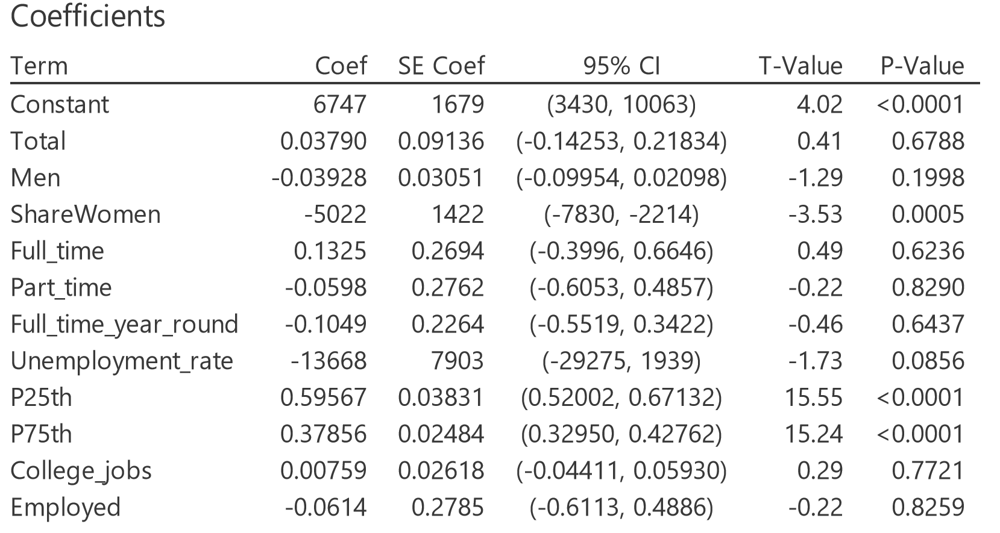 Coefficients
Term Coef SE Coef 95% CI T-Value P-Value
Constant 6747 1679 (3430, 10063) 4.02 <0.0001
Total 0.03790 0.09136 (-0.14253, 0.21834) 0.41 0.6788
Men -0.03928 0.03051 (-0.09954, 0.02098) -1.29 0.1998
ShareWomen -5022 1422 (-7830, -2214) -3.53 0.0005
Full_time 0.1325 0.2694 (-0.3996, 0.6646) 0.49 0.6236
Part_time -0.0598 0.2762 (-0.6053, 0.4857) -0.22 0.8290
Full_time_year_round -0.1049 0.2264 (-0.5519, 0.3422) -0.46 0.6437
Unemployment_rate -13668 7903 (-29275, 1939) -1.73 0.0856
P25th 0.59567 0.03831 (0.52002, 0.67132) 15.55 <0.0001
P75th 0.37856 0.02484 (0.32950, 0.42762) 15.24 <0.0001
College_jobs 0.00759 0.02618 (-0.04411, 0.05930) 0.29 0.7721
Employed -0.0614 0.2785 (-0.6113, 0.4886) -0.22 0.8259